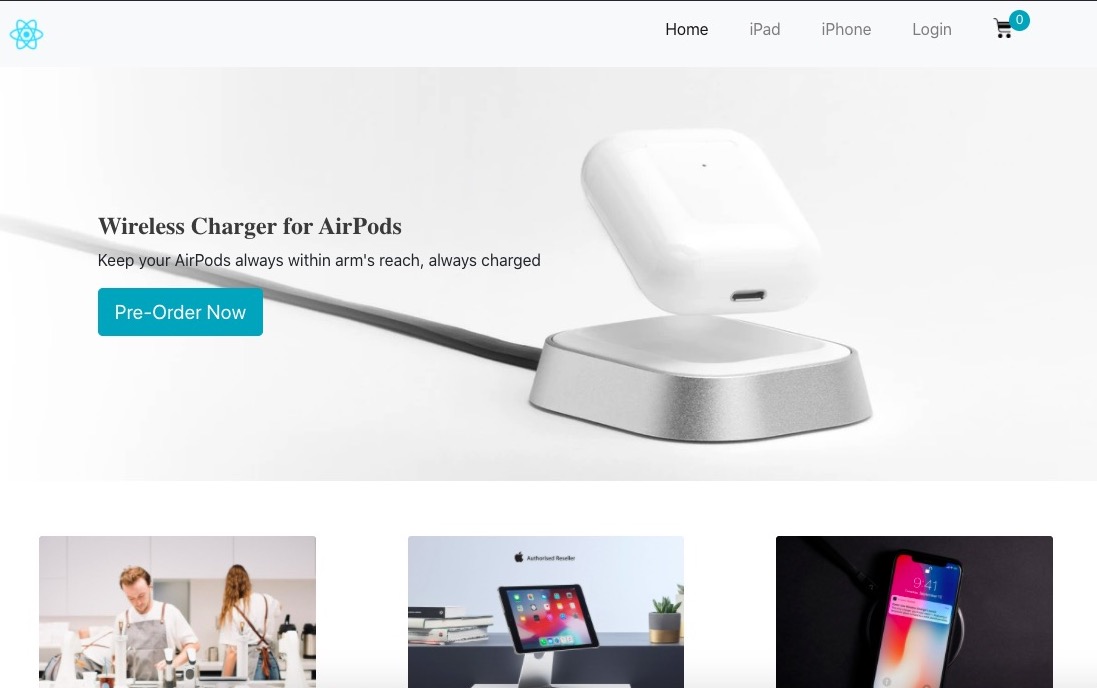 Home
iPad
iPhone
Login
0
Wireless Charger for AirPods
Keep your AirPods always within arm's reach, always charged
Pre-Order Now
Authorised Reseller
9:41